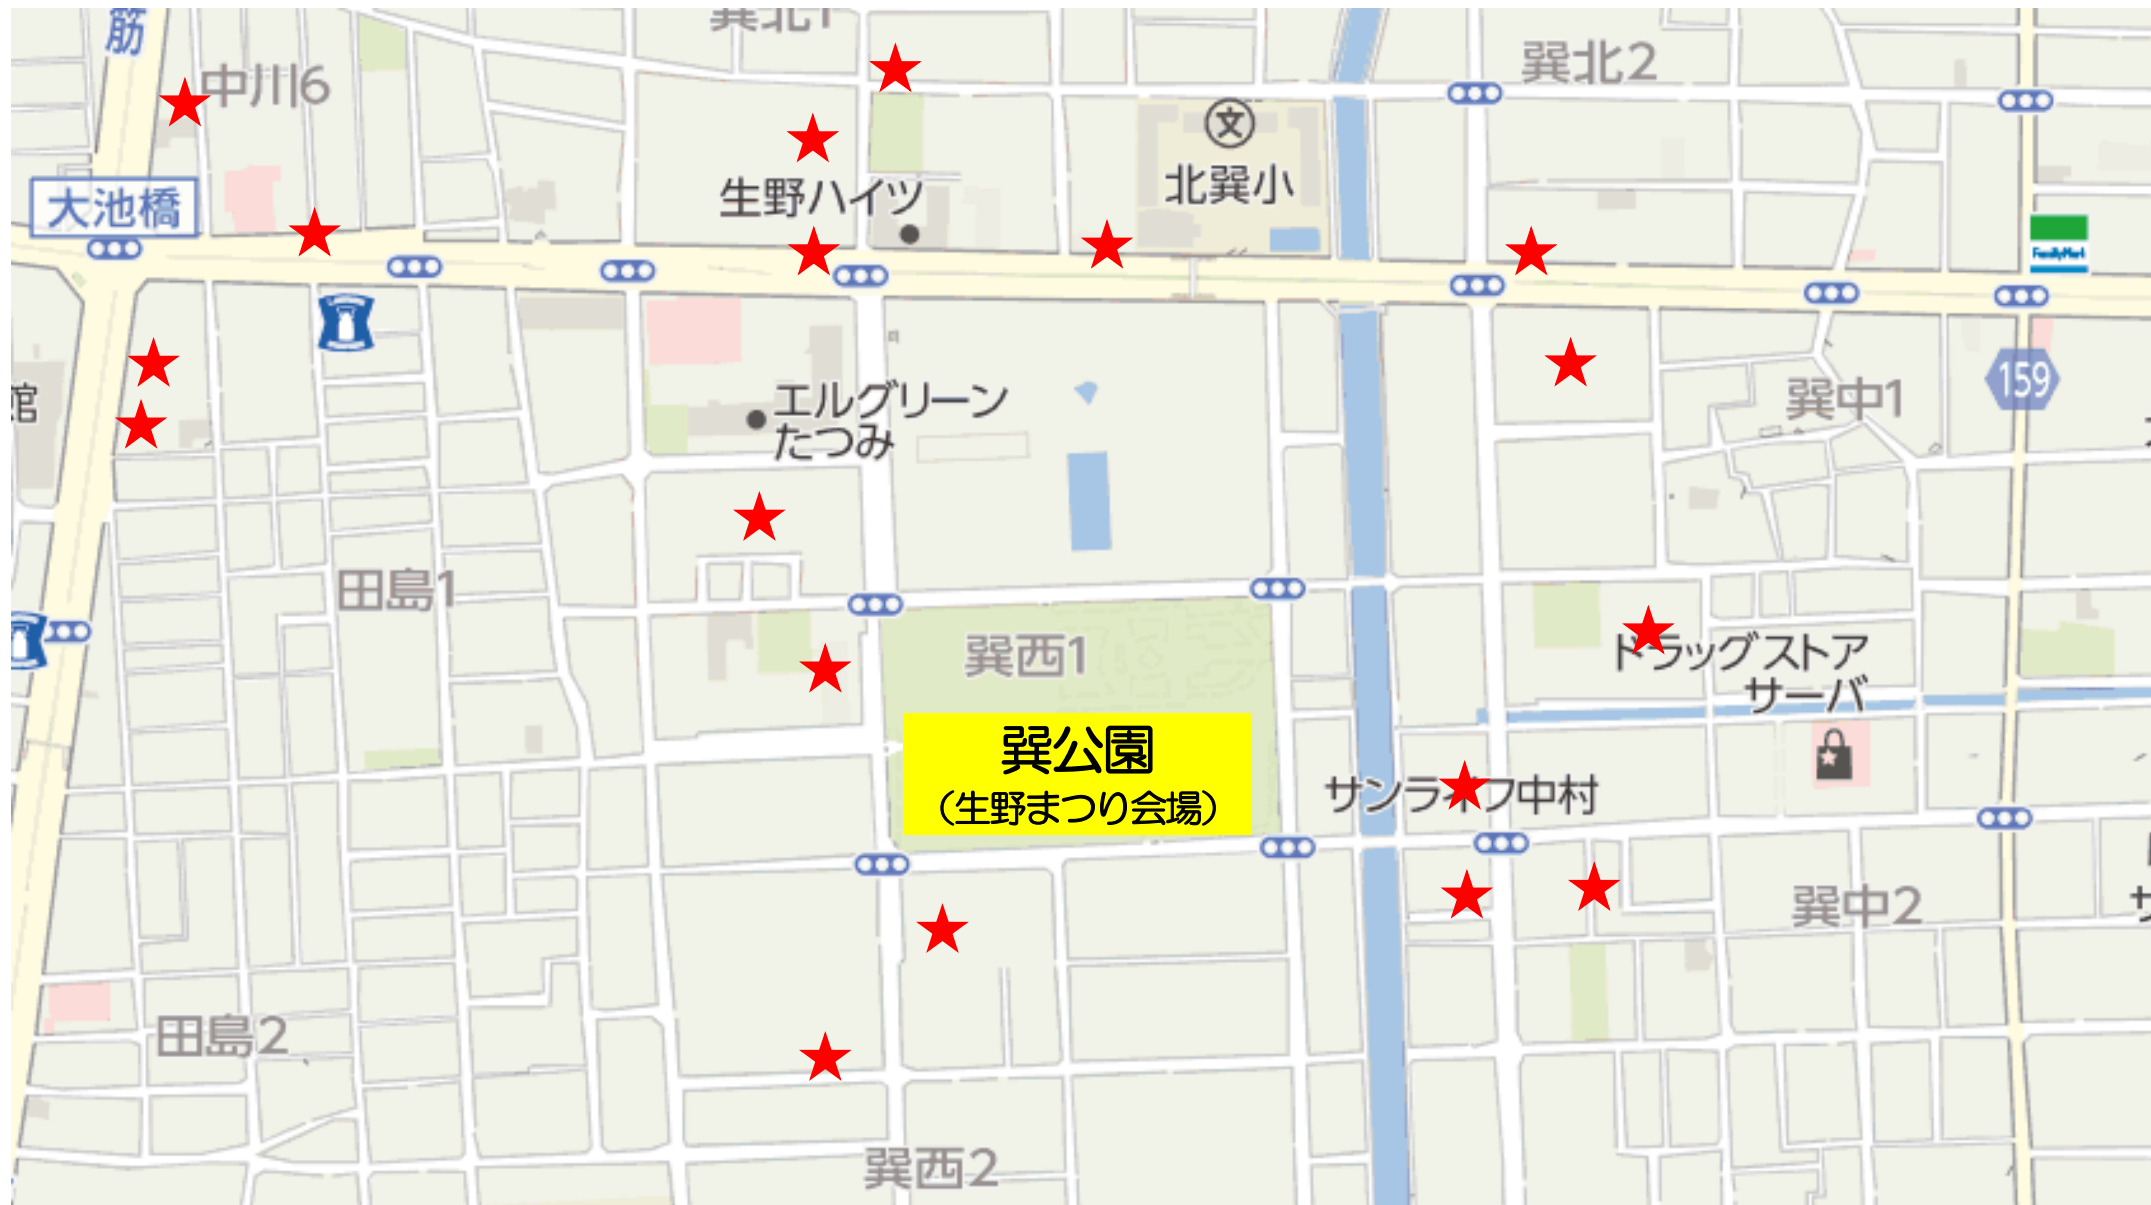 筋
巽北1
巽北2
中川6
文
大池橋
生野ハイツ
北巽小
FamilyMart
館
159
巽中1
エルグリーン
たつみ
田島1
巽西1
ドラッグストア
サーバ
巽公園
(生野まつり会場)
サンライフ中村
巽中2
田島2
巽西2